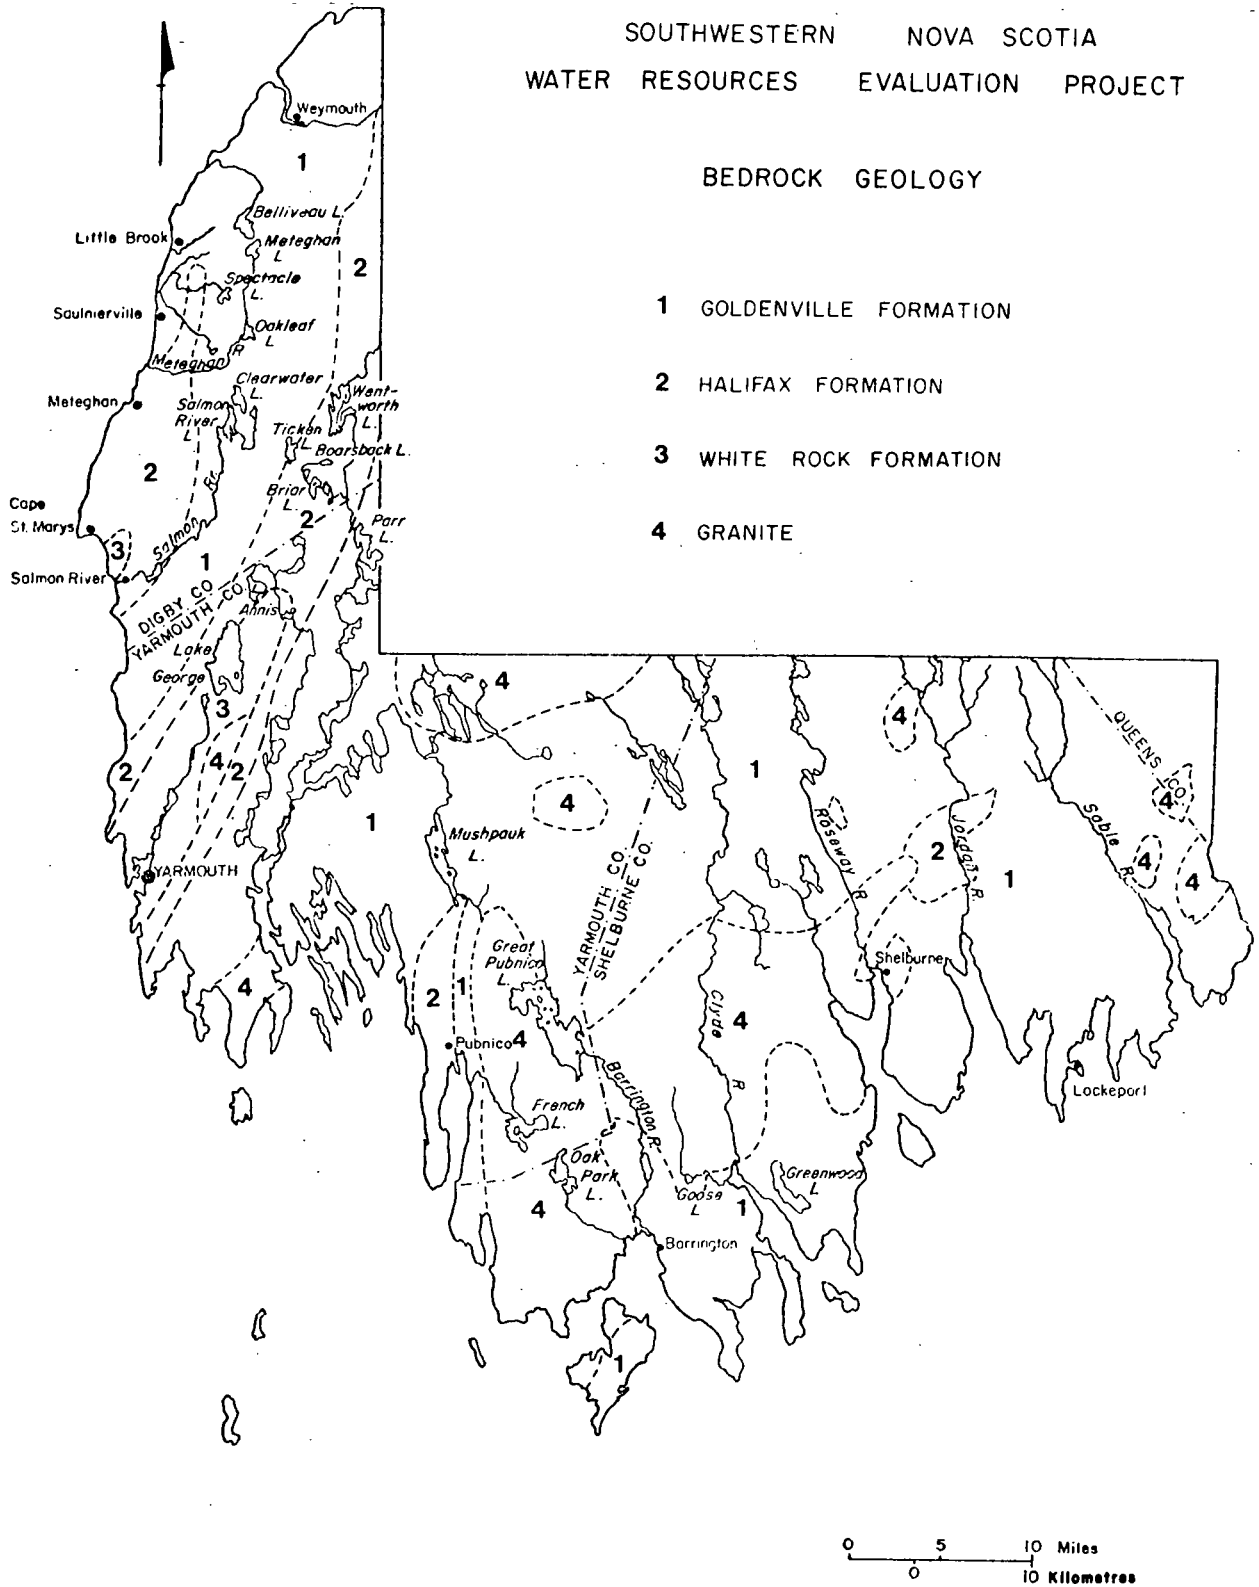 SOUTHWESTERN NOVA SCOTIA
WATER RESOURCES EVALUATION PROJECT
BEDROCK GEOLOGY
1 GOLDENVILLE FORMATION
2 HALIFAX FORMATION
3 WHITE ROCK FORMATION
4 GRANITE
Weymouth
1
Belliveau L.
Little Brook
Meteghan
L
2
Spectacle
L.
Saulnierville
Oakleaf
L
Meteghan R
Clearwater
L.
Meteghan
Salmon
River
L
Went-
worth
L.
Ticken
L
Boarsback L.
2
Briar
L.
Cape
St. Marys
2
Parr
L.
3
Salmon
R.
1
Salmon River
DIGBY CO
YARMOUTH CO.
Annis
L
Lake
George
3
4
4
QUEENS CO.
2
4
2
1
4
4
1
Mushpauk
L.
Roseway
R
2
Jordan R.
1
Sable
R.
4
4
YARMOUTH
YARMOUTH CO.
SHELBURNE CO.
Great
Pubnico
L.
Shelburne
4
2
1
Clyde
R
4
Pubnico
4
Barrington R.
Lockeport
French
L.
Oak
Park
L.
Greenwood
L
4
Goose
L
1
Barrington
1
0 5 10 Miles
0 10 Kilometres